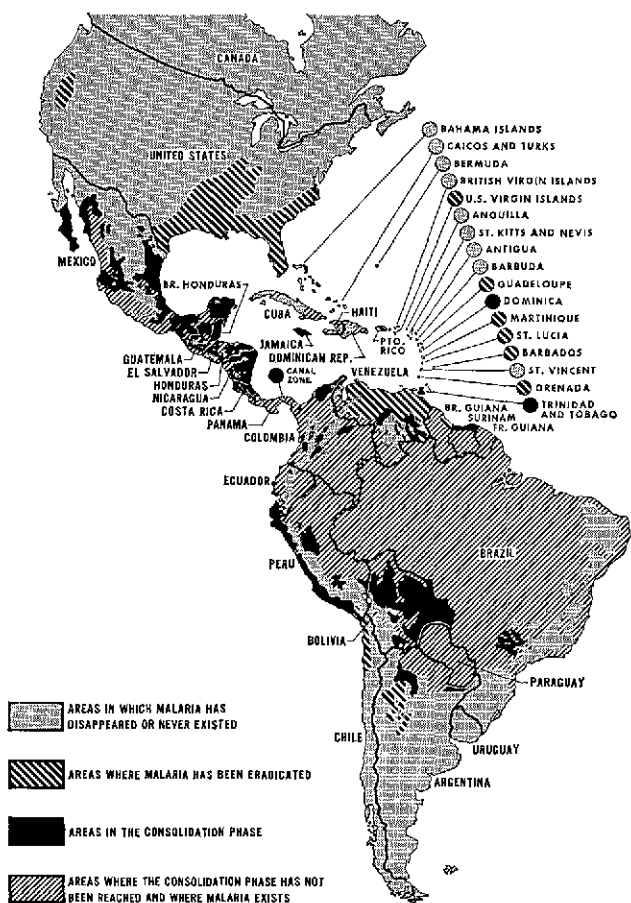 CANADA
UNITED STATES
BAHAMA ISLANDS
CAICOS AND TURKS
BERMUDA
BRITISH VIRGIN ISLANDS
U.S. VIRGIN ISLANDS
ANQUILLA
ST. KITTS AND NEVIS
ANTIGUA
BARBUDA
GUADELOUPE
DOMINICA
MARTINIQUE
ST. LUCIA
BARBADOS
ST. VINCENT
GRENADA
TRINIDAD
AND TOBAGO
MEXICO
BR. HONDURAS
CUBA
HAITI
JAMAICA
DOMINICAN REP.
PTO.
RICO
GUATEMALA
EL SALVADOR
HONDURAS
NICARAGUA
COSTA RICA
PANAMA
CANAL
ZONE
VENEZUELA
COLOMBIA
BR. GUIANA
SURINAM
FR. GUIANA
ECUADOR
PERU
BRAZIL
BOLIVIA
PARAGUAY
CHILE
URUGUAY
ARGENTINA
AREAS IN WHICH MALARIA HAS
DISAPPEARED OR NEVER EXISTED
AREAS WHERE MALARIA HAS BEEN ERADICATED
AREAS IN THE CONSOLIDATION PHASE
AREAS WHERE THE CONSOLIDATION PHASE HAS NOT
BEEN REACHED AND WHERE MALARIA EXISTS